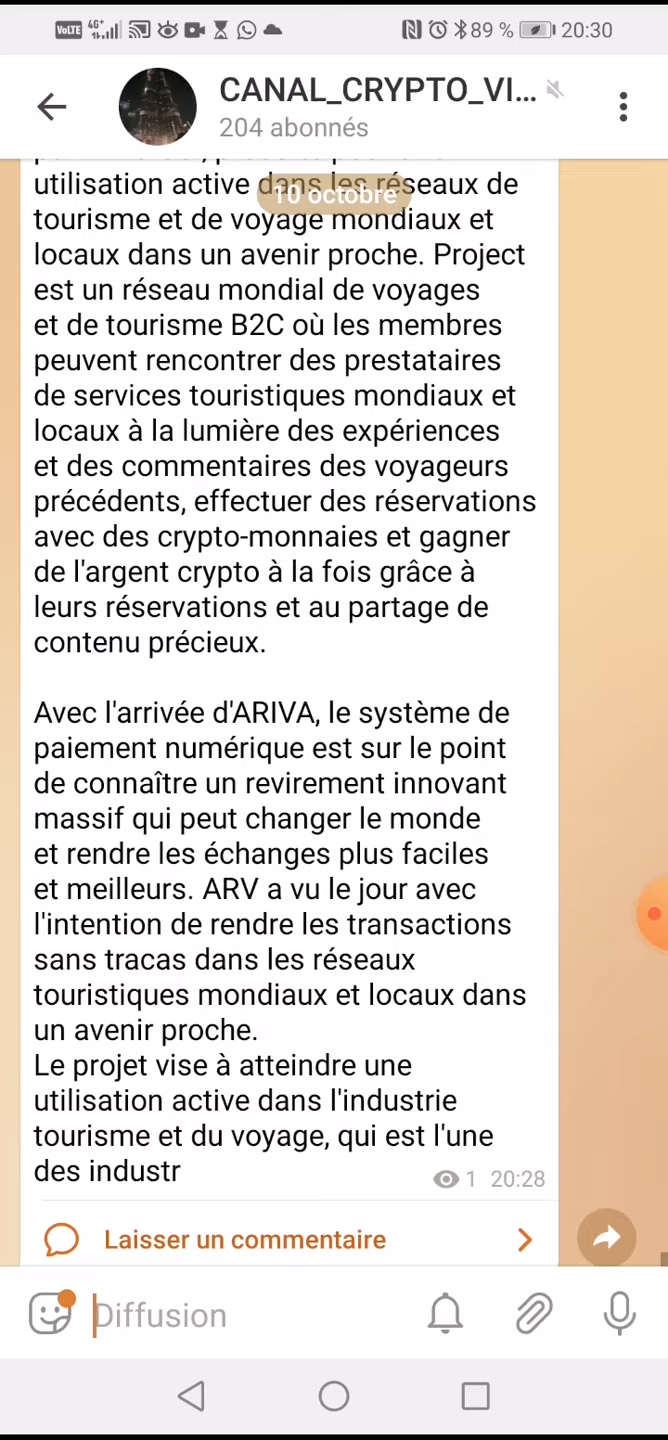 VoLTE 4G+ 89 % 20:30
CANAL_CRYPTO_VI...
204 abonnés
10 octobre
utilisation active dans les réseaux de
tourisme et de voyage mondiaux et
locaux dans un avenir proche. Project
est un réseau mondial de voyages
et de tourisme B2C où les membres
peuvent rencontrer des prestataires
de services touristiques mondiaux et
locaux à la lumière des expériences
et des commentaires des voyageurs
précédents, effectuer des réservations
avec des crypto-monnaies et gagner
de l'argent crypto à la fois grâce à
leurs réservations et au partage de
contenu précieux.
Avec l'arrivée d'ARIVA, le système de
paiement numérique est sur le point
de connaître un revirement innovant
massif qui peut changer le monde
et rendre les échanges plus faciles
et meilleurs. ARV a vu le jour avec
l'intention de rendre les transactions
sans tracas dans les réseaux
touristiques mondiaux et locaux dans
un avenir proche.
Le projet vise à atteindre une
utilisation active dans l'industrie
tourisme et du voyage, qui est l'une
des industr
1 20:28
Laisser un commentaire
Diffusion